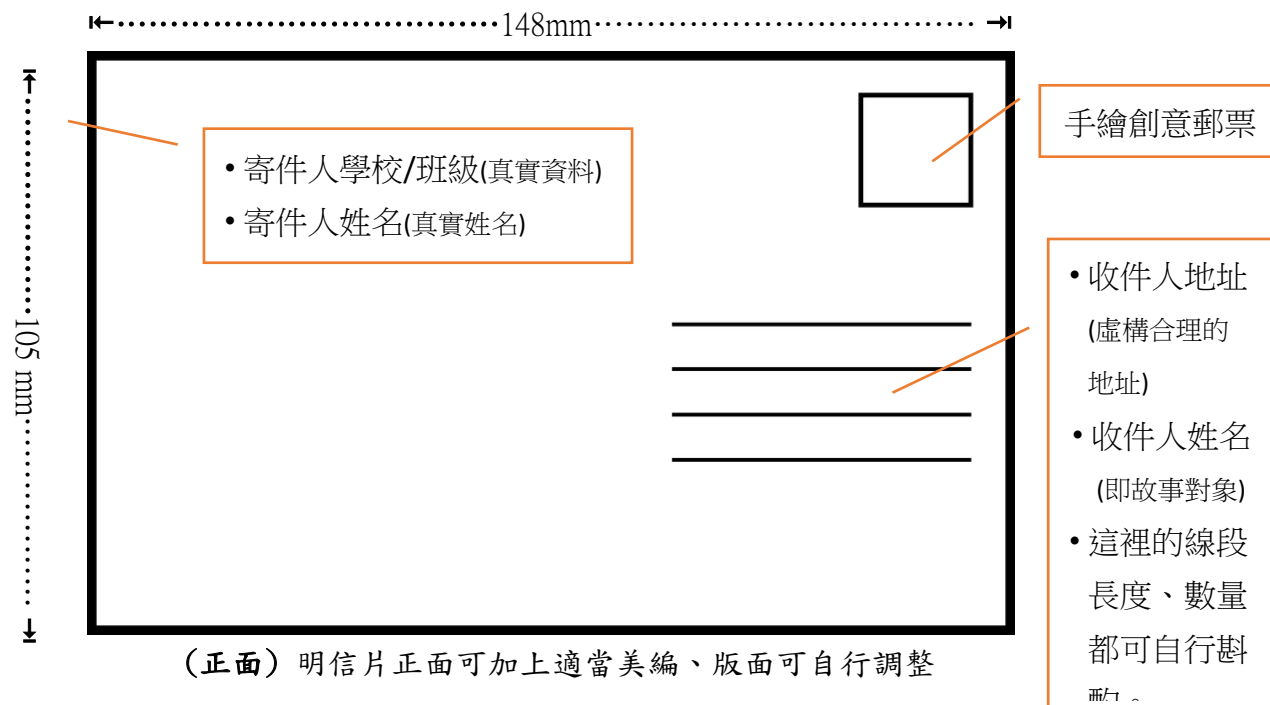 148mm
105 mm
• 寄件人學校/班級(真實資料)
• 寄件人姓名(真實姓名)
手繪創意郵票
• 收件人地址
(虛構合理的
地址)
• 收件人姓名
(即故事對象)
• 這裡的線段
長度、數量
都可自行斟
酌。
(正面)明信片正面可加上適當美編、版面可自行調整